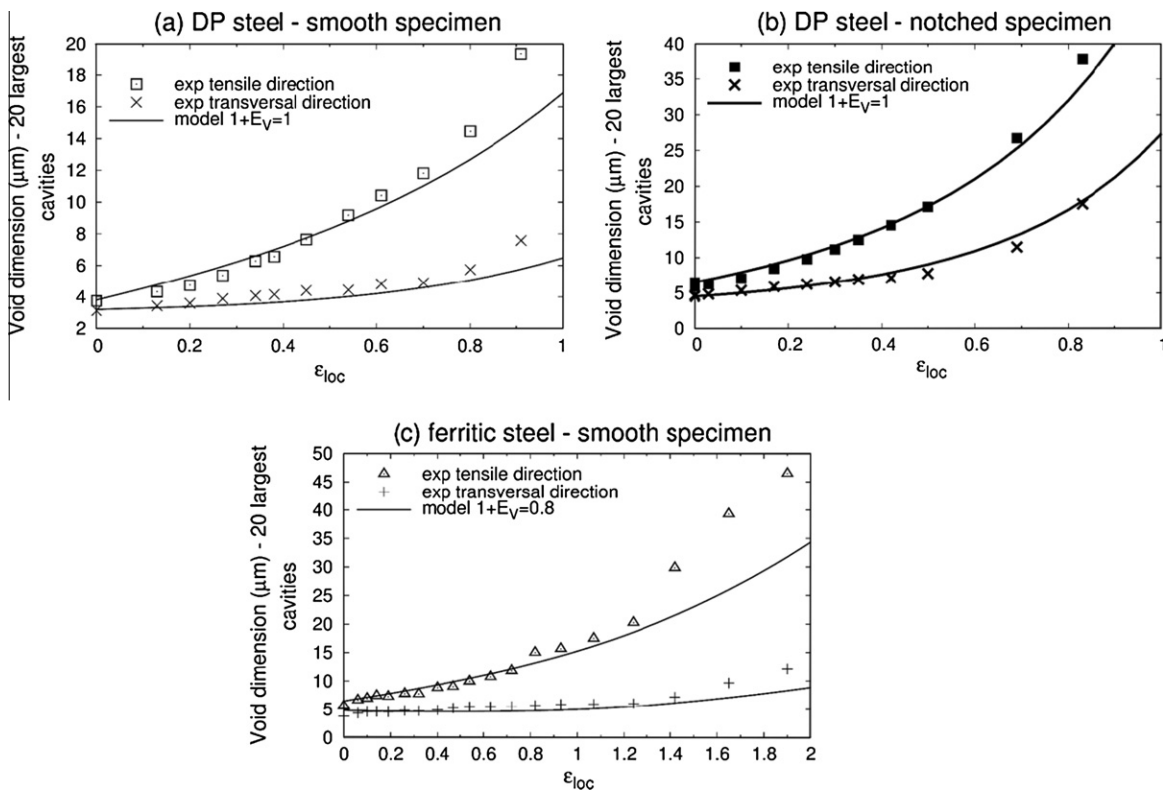 (a) DP steel - smooth specimen
Void dimension (μm) - 20 largest
cavities
20
18
16
14
12
10
8
6
4
2
exp tensile direction
exp transversal direction
model 1+E_V=1
0 0.2 0.4 0.6 0.8 1
ε_loc
(b) DP steel - notched specimen
Void dimension (μm) - 20 largest
cavities
40
35
30
25
20
15
10
5
0
exp tensile direction
exp transversal direction
model 1+E_V=1
0 0.2 0.4 0.6 0.8 1
ε_loc
(c) ferritic steel - smooth specimen
Void dimension (μm) - 20 largest
cavities
50
45
40
35
30
25
20
15
10
5
0
exp tensile direction
exp transversal direction
model 1+E_V=0.8
0 0.2 0.4 0.6 0.8 1 1.2 1.4 1.6 1.8 2
ε_loc